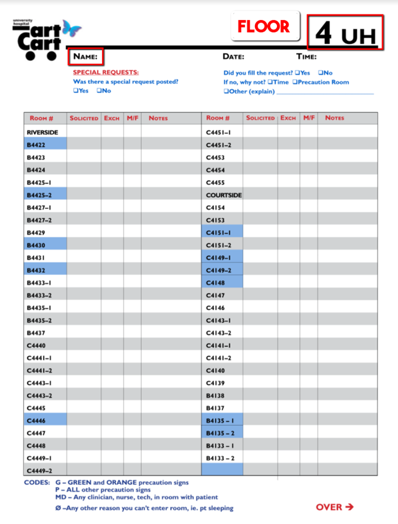 university
hospital
art
Cart
FLOOR
4 UH
NAME:
DATE:
TIME:
SPECIAL REQUESTS:
Was there a special request posted?
❑Yes ❑No
Did you fill the request? ❑Yes ❑No
If no, why not? ❑Time ❑Precaution Room
❑Other (explain) ____________________
ROOM # SOLICITED EXCH M/F NOTES
RIVERSIDE
B4422
B4423
B4424
B4425-1
B4425-2
B4427-1
B4427-2
B4429
B4430
B4431
B4432
B4433-1
B4433-2
B4435-1
B4435-2
B4437
C4440
C4441-1
C4441-2
C4443-1
C4443-2
C4445
C4446
C4447
C4448
C4449-1
C4449-2
ROOM # SOLICITED EXCH M/F NOTES
C4451-1
C4451-2
C4453
C4454
C4455
COURTSIDE
C4154
C4153
C4151-1
C4151-2
C4149-1
C4149-2
C4148
C4147
C4146
C4143-1
C4143-2
C4141-1
C4141-2
C4140
C4139
B4138
B4137
B4135 - 1
B4135 - 2
B4133 - 1
B4133 - 2
CODES: G – GREEN and ORANGE precaution signs
P – ALL other precaution signs
MD – Any clinician, nurse, tech, in room with patient
Ø –Any other reason you can't enter room, ie. pt sleeping
OVER →